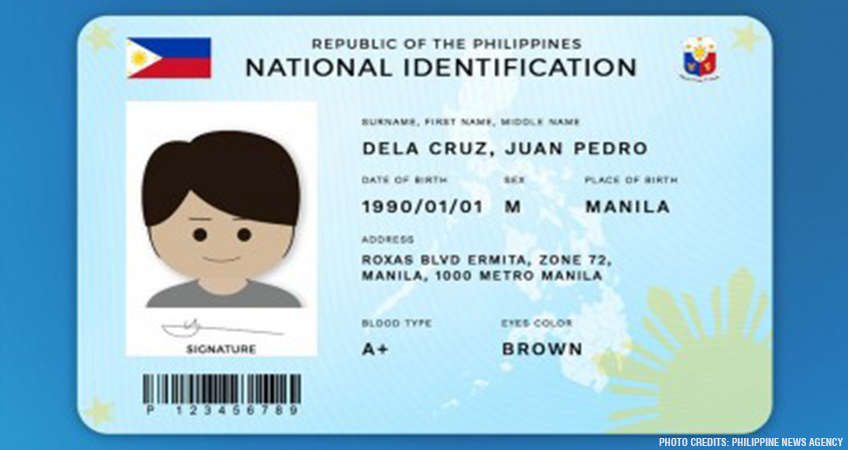 REPUBLIC OF THE PHILIPPINES
NATIONAL IDENTIFICATION
SURNAME, FIRST NAME, MIDDLE NAME
DELA CRUZ, JUAN PEDRO
DATE OF BIRTH SEX PLACE OF BIRTH
1990/01/01 M MANILA
ADDRESS
ROXAS BLVD ERMITA, ZONE 72,
MANILA, 1000 METRO MANILA
BLOOD TYPE EYES COLOR
A+ BROWN
SIGNATURE
P 123456789
PHOTO CREDITS: PHILIPPINE NEWS AGENCY